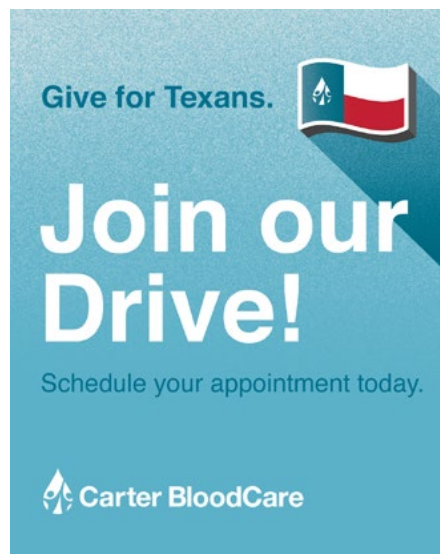 Give for Texans.
Join our
Drive!
Schedule your appointment today.
Carter BloodCare